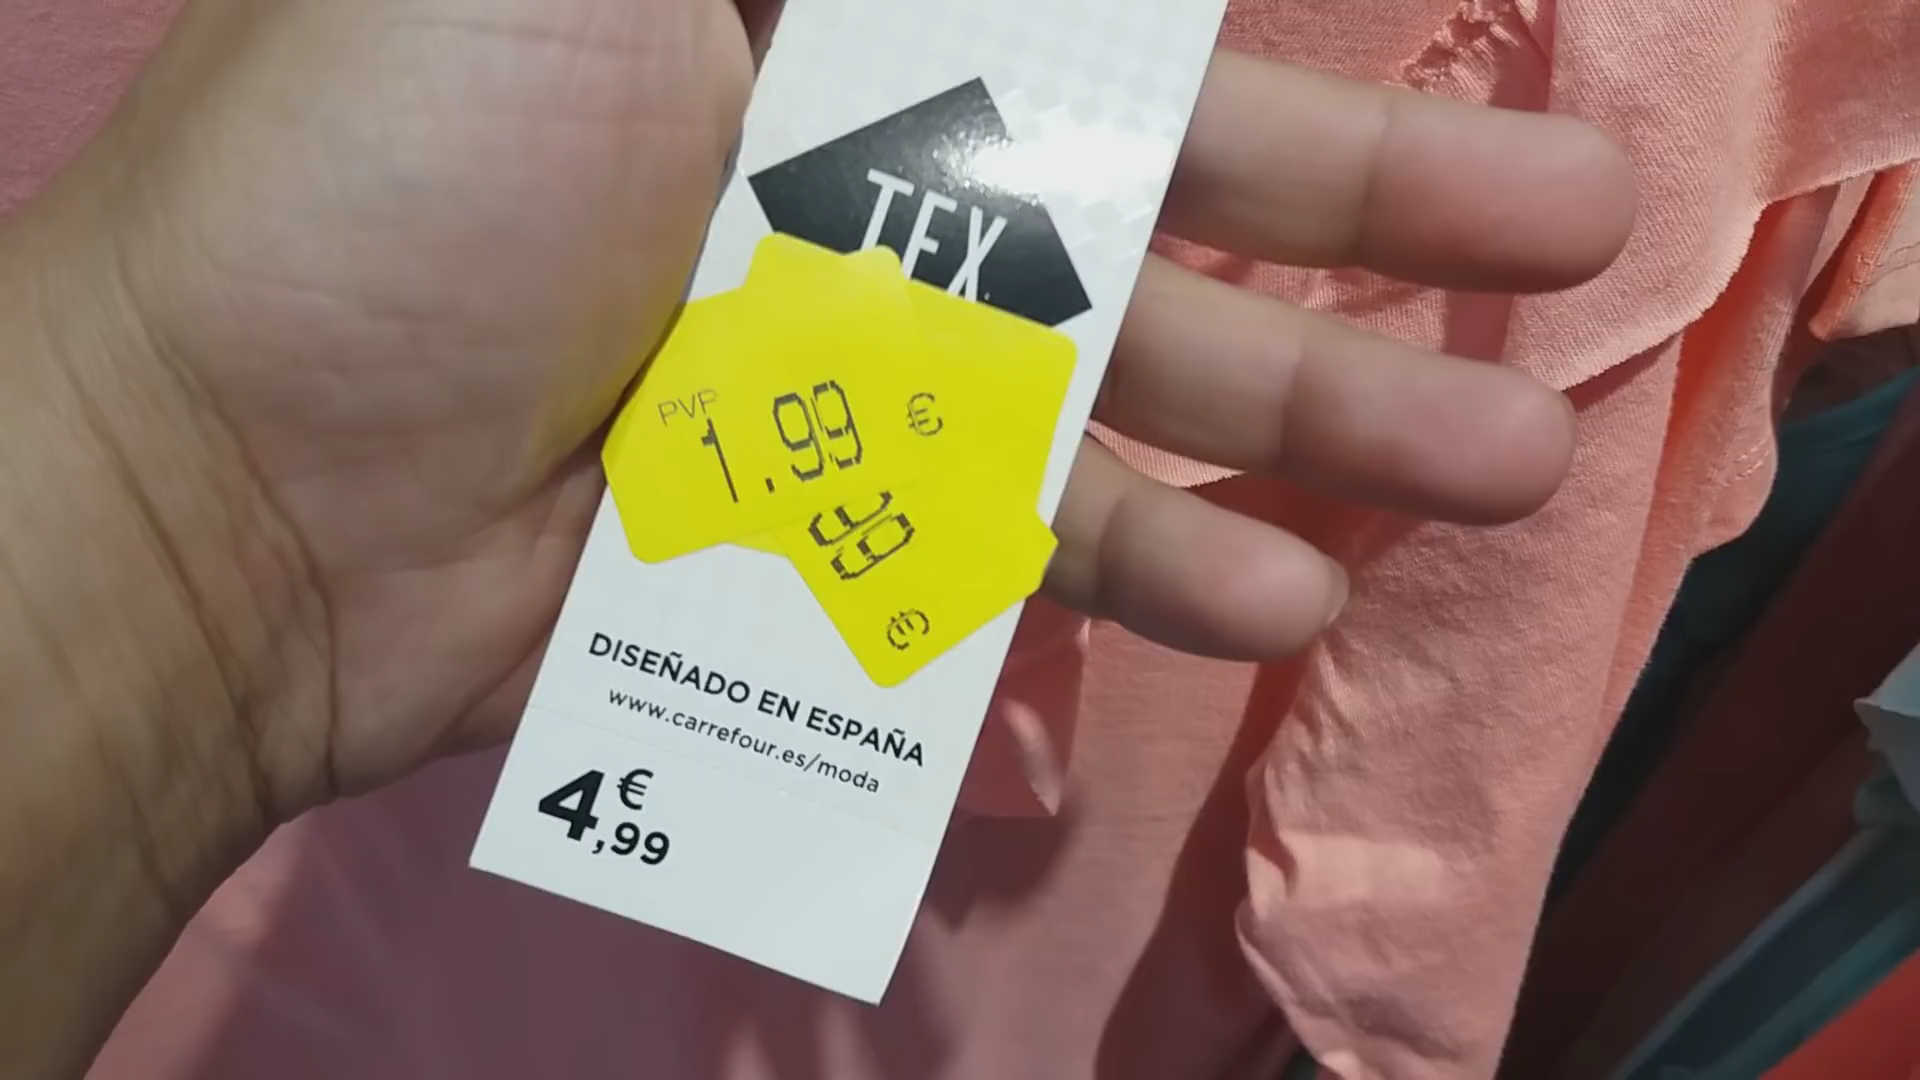 TEX
PVP
1.99 €
99
€
DISEÑADO EN ESPAÑA
www.carrefour.es/moda
4,99 €